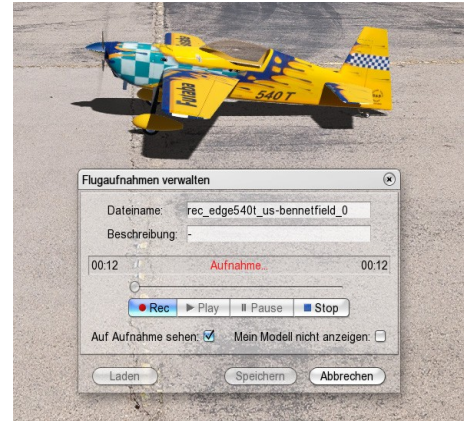 Futaba
Futaba
540 T
Flugaufnahmen verwalten
Dateiname: rec_edge540t_us-bennetfield_0
Beschreibung: -
00:12 Aufnahme... 00:12
Rec Play Pause Stop
Auf Aufnahme sehen: Mein Modell nicht anzeigen:
Laden Speichern Abbrechen